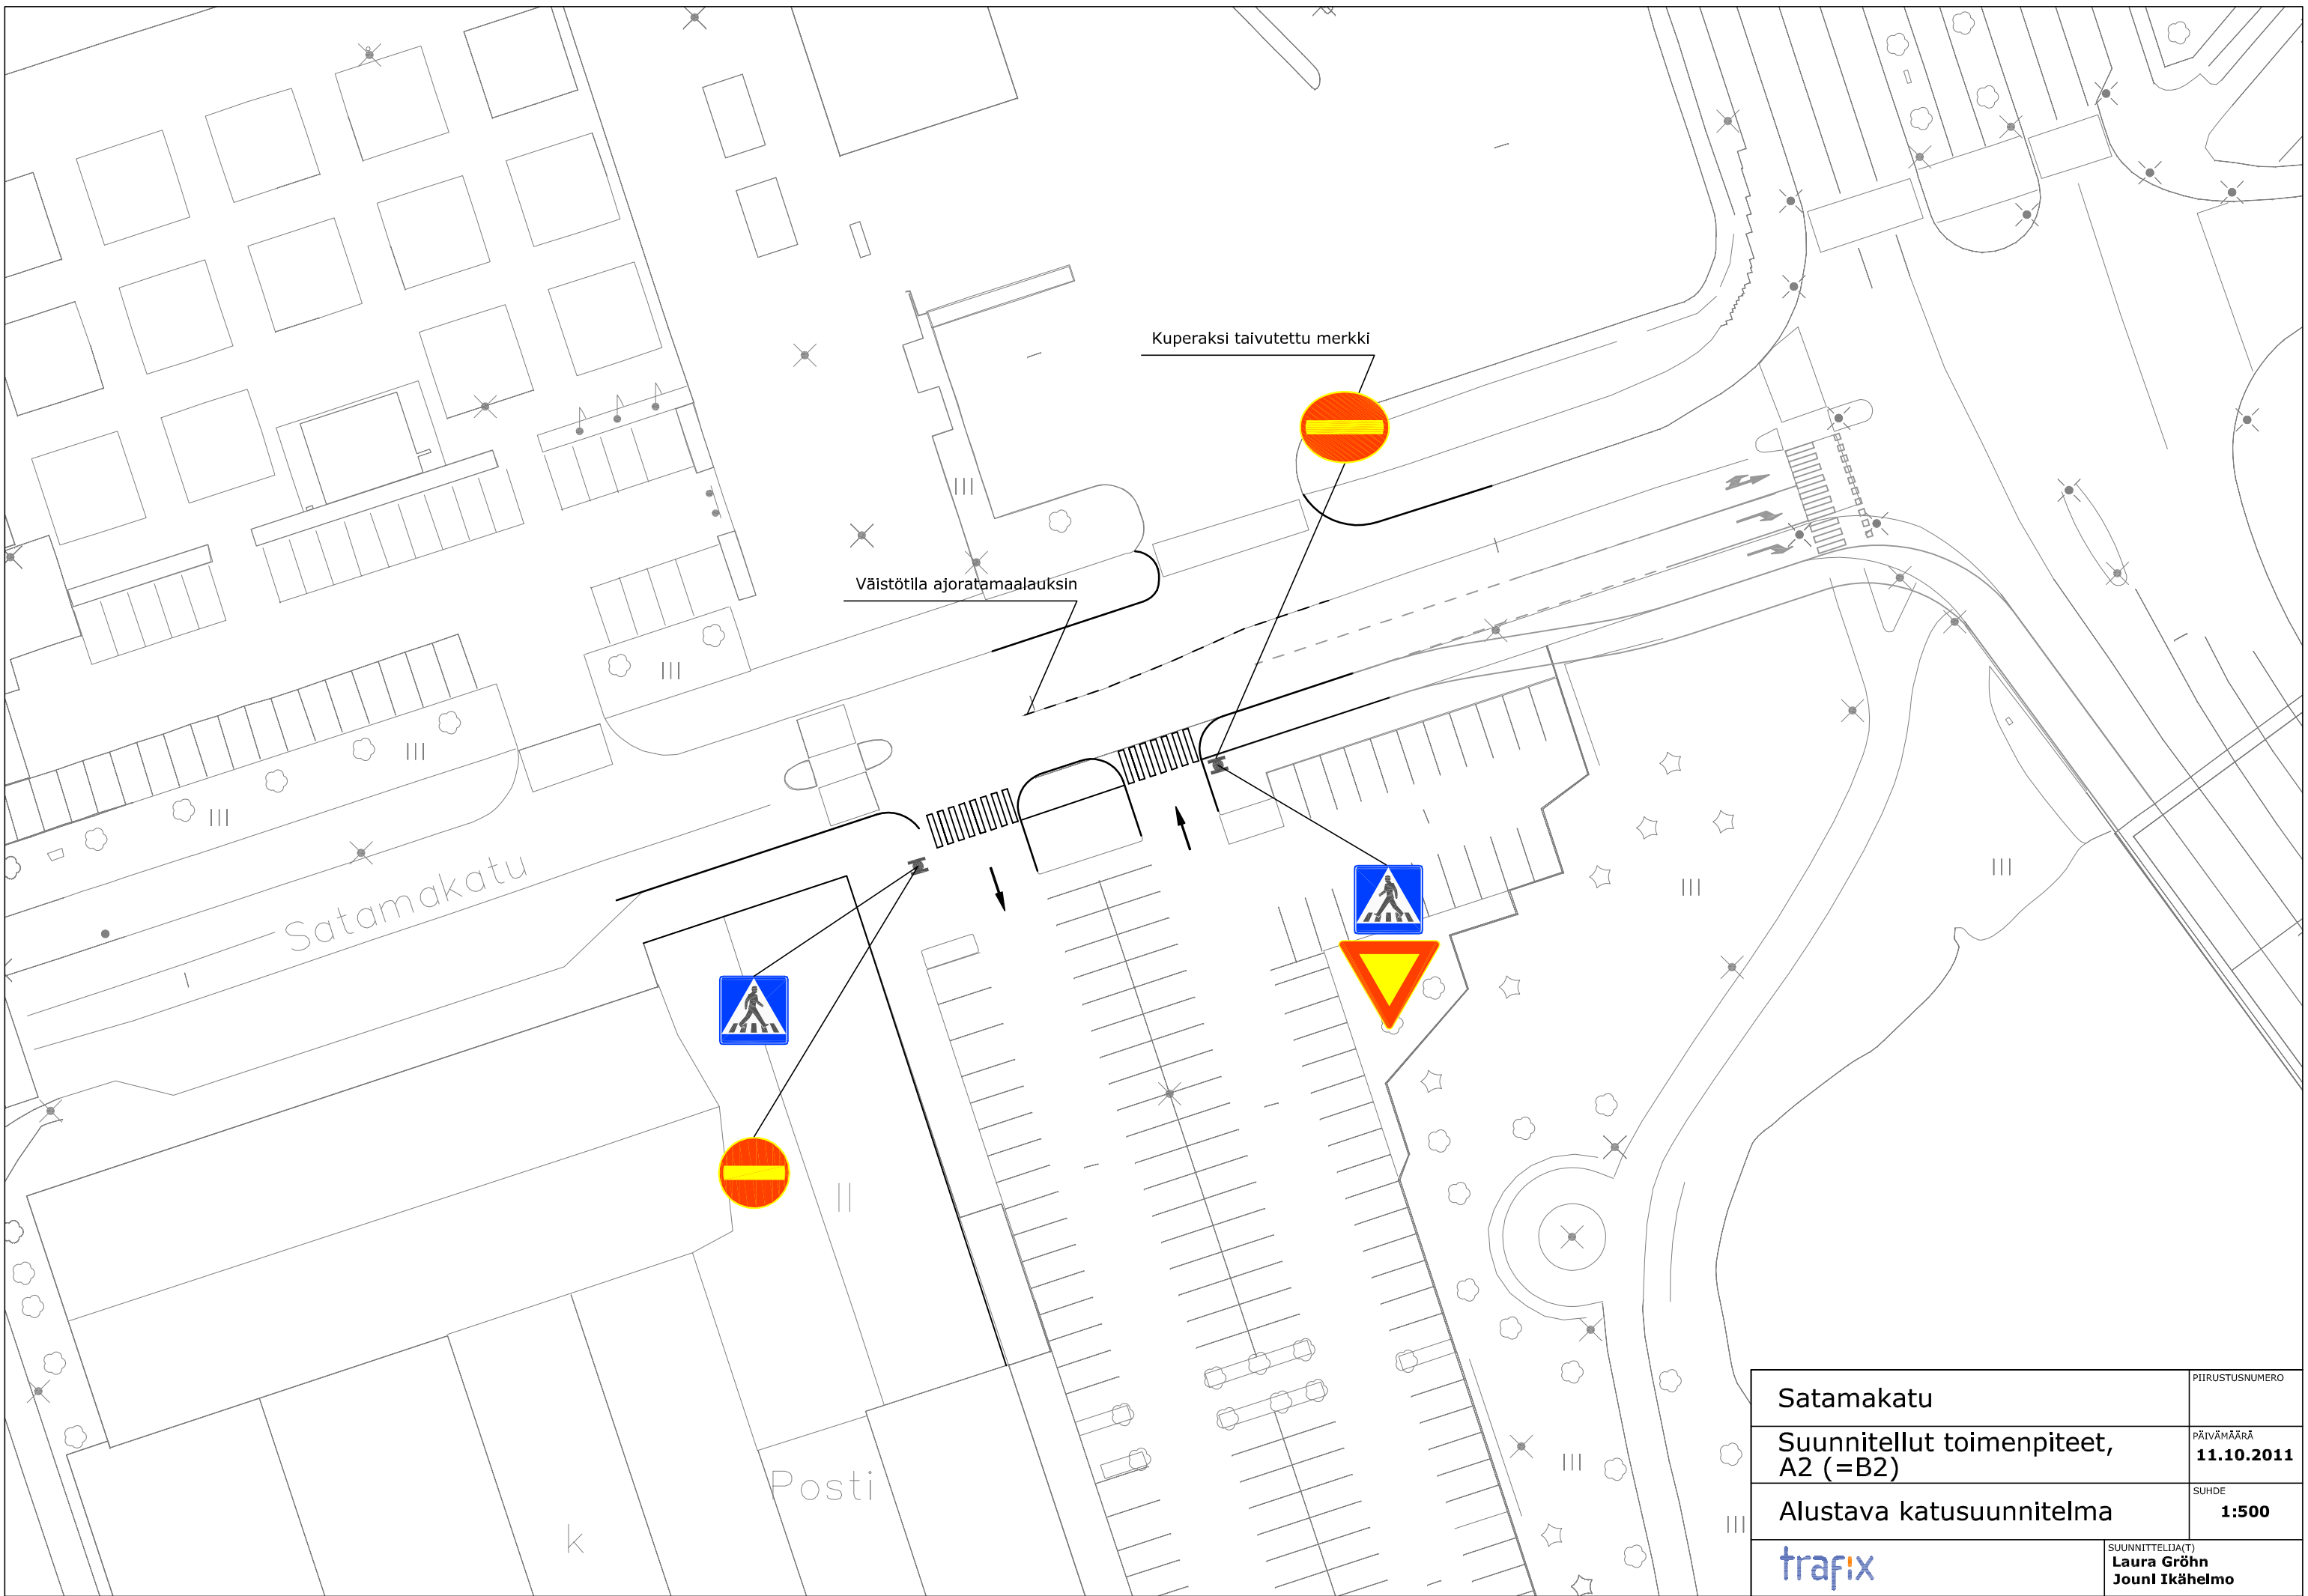 Kuperaksi taivutettu merkki
Väistötila ajoratamaalauksin
Satamakatu
Posti
k
Satamakatu
PIIRUSTUSNUMERO
Suunnitellut toimenpiteet,
A2 (=B2)
PÄIVÄMÄÄRÄ
11.10.2011
Alustava katusuunnitelma
SUHDE
1:500
trafix
SUUNNITTELIJA(T)
Laura Gröhn
Jouni Ikähelmo